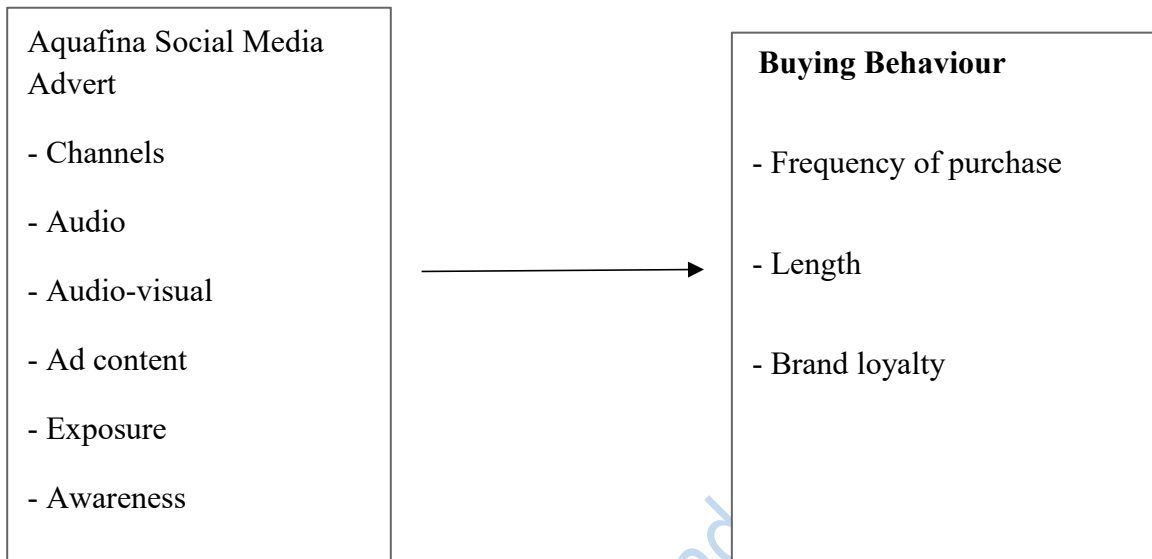 Aquafina Social Media
Advert
- Channels
- Audio
- Audio-visual
- Ad content
- Exposure
- Awareness
Buying Behaviour
- Frequency of purchase
- Length
- Brand loyalty